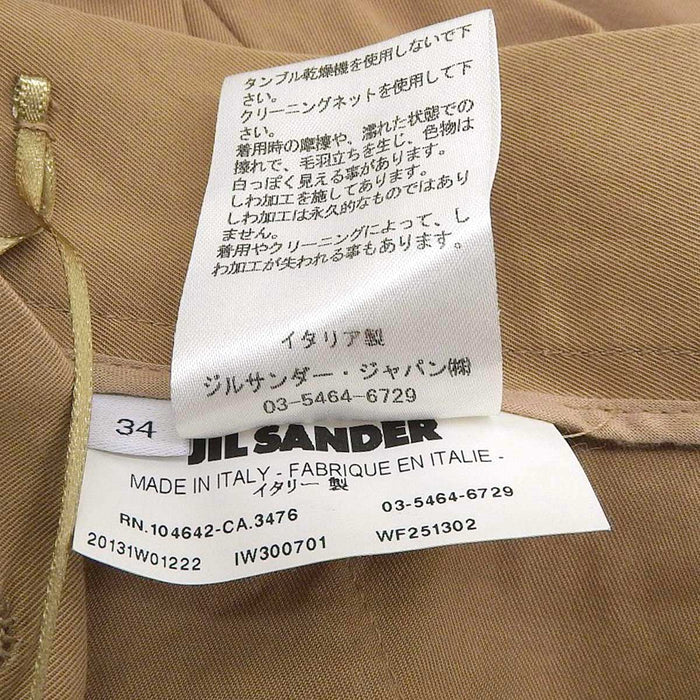 タンブル乾燥機を使用しないで下
さい。
クリーニングネットを使用して下
さい。
着用時の摩擦や、濡れた状態での
擦れで、毛羽立ちを生じ、色物は
白っぽく見える事があります。
しわ加工を施してあります。
しわ加工は永久的なものではあり
ません。
着用やクリーニングによって、し
わ加工が失われる事もあります。
イタリア製
ジルサンダー・ジャパン㈱
03-5464-6729
34
JIL SANDER
MADE IN ITALY - FABRIQUE EN ITALIE -
イタリー 製
RN.104642-CA.3476 03-5464-6729
20131W01222 IW300701 WF251302